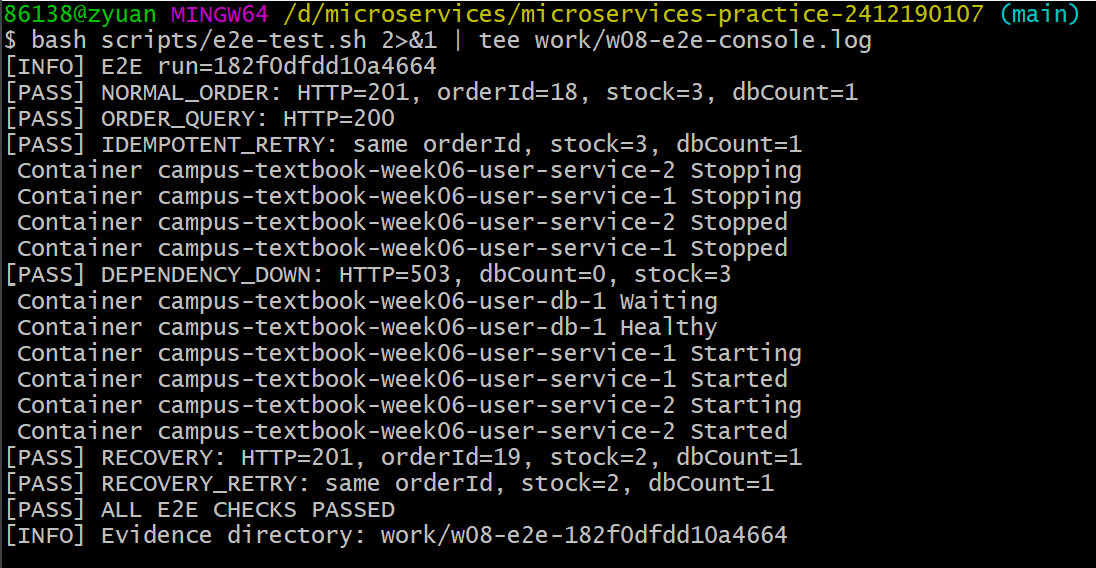 86138@zyuan MINGW64 /d/microservices/microservices-practice-2412190107 (main)
$ bash scripts/e2e-test.sh 2>&1 | tee work/w08-e2e-console.log
[INFO] E2E run=182f0dfdd10a4664
[PASS] NORMAL_ORDER: HTTP=201, orderId=18, stock=3, dbCount=1
[PASS] ORDER_QUERY: HTTP=200
[PASS] IDEMPOTENT_RETRY: same orderId, stock=3, dbCount=1
 Container campus-textbook-week06-user-service-2 Stopping
 Container campus-textbook-week06-user-service-1 Stopping
 Container campus-textbook-week06-user-service-2 Stopped
 Container campus-textbook-week06-user-service-1 Stopped
[PASS] DEPENDENCY_DOWN: HTTP=503, dbCount=0, stock=3
 Container campus-textbook-week06-user-db-1 Waiting
 Container campus-textbook-week06-user-db-1 Healthy
 Container campus-textbook-week06-user-service-1 Starting
 Container campus-textbook-week06-user-service-1 Started
 Container campus-textbook-week06-user-service-2 Starting
 Container campus-textbook-week06-user-service-2 Started
[PASS] RECOVERY: HTTP=201, orderId=19, stock=2, dbCount=1
[PASS] RECOVERY_RETRY: same orderId, stock=2, dbCount=1
[PASS] ALL E2E CHECKS PASSED
[INFO] Evidence directory: work/w08-e2e-182f0dfdd10a4664